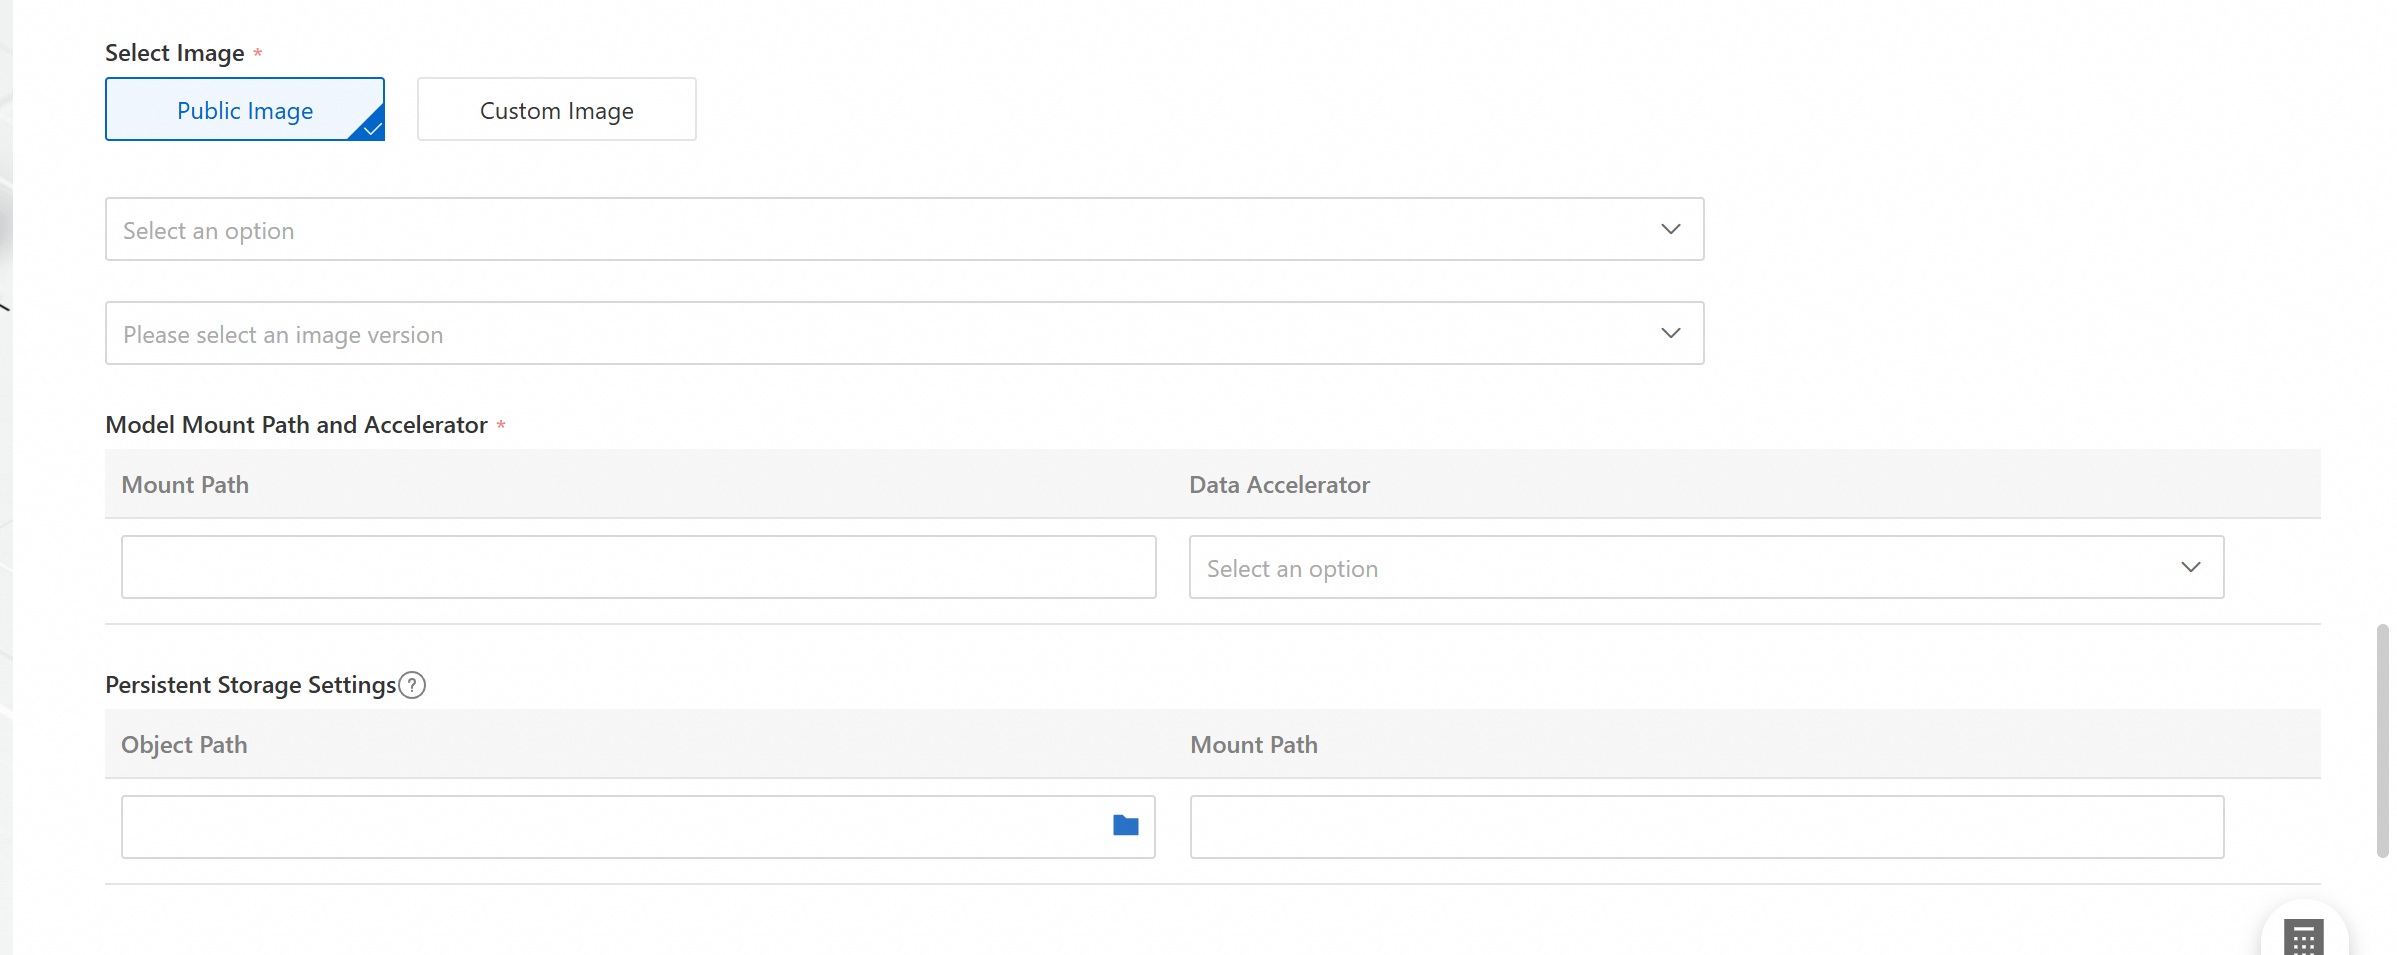 Select Image *
Public Image
Custom Image
Select an option
Please select an image version
Model Mount Path and Accelerator *
Mount Path
Data Accelerator
Select an option
Persistent Storage Settings ?
Object Path
Mount Path